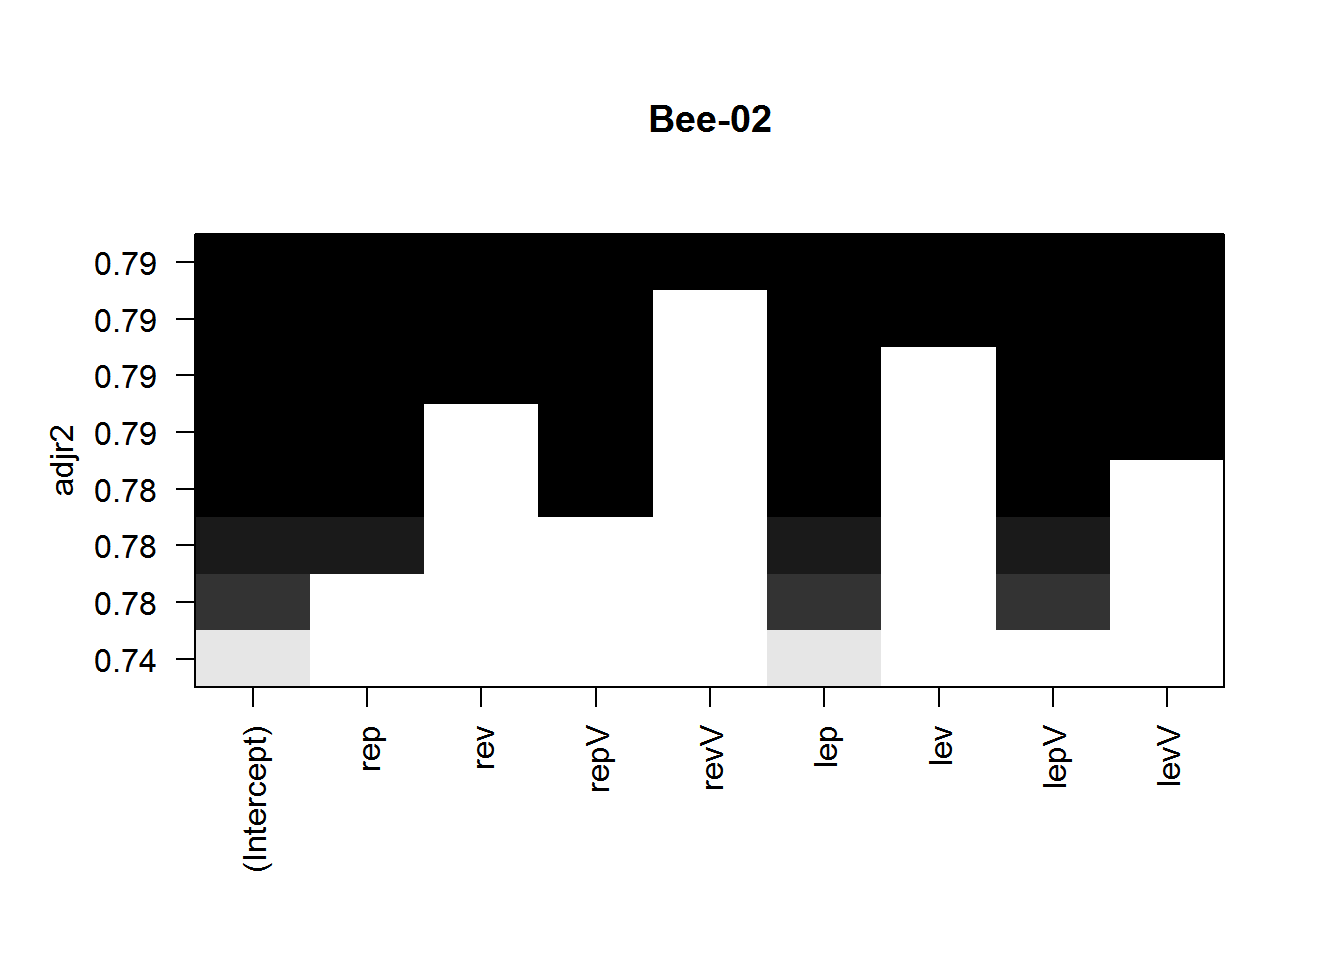 Bee-02
0.79
0.79
0.79
0.79
0.78
0.78
0.78
0.74
adjr2
(Intercept)
rep
rev
repV
revV
lep
lev
lepV
levV